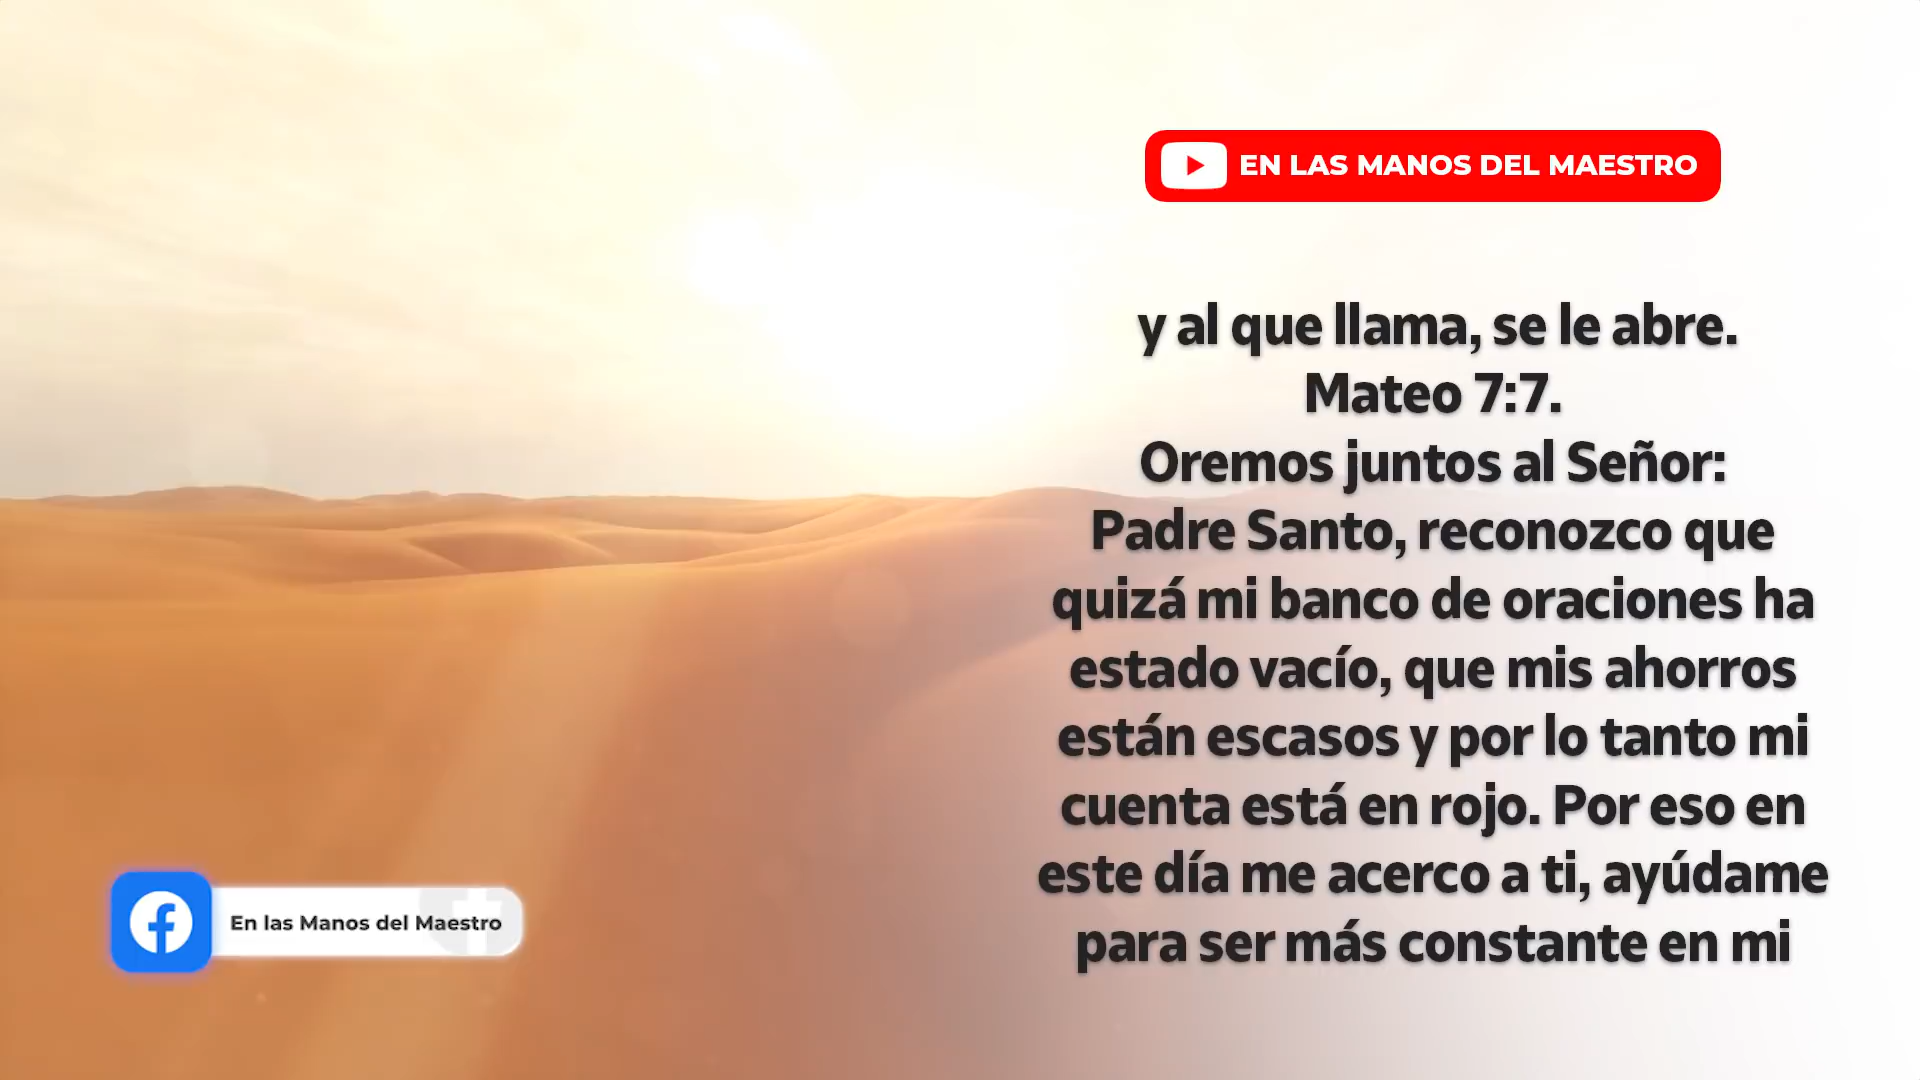 EN LAS MANOS DEL MAESTRO
y al que llama, se le abre.
Mateo 7:7.
Oremos juntos al Señor:
Padre Santo, reconozco que
quizá mi banco de oraciones ha
estado vacío, que mis ahorros
están escasos y por lo tanto mi
cuenta está en rojo. Por eso en
este día me acerco a ti, ayúdame
para ser más constante en mi
En las Manos del Maestro